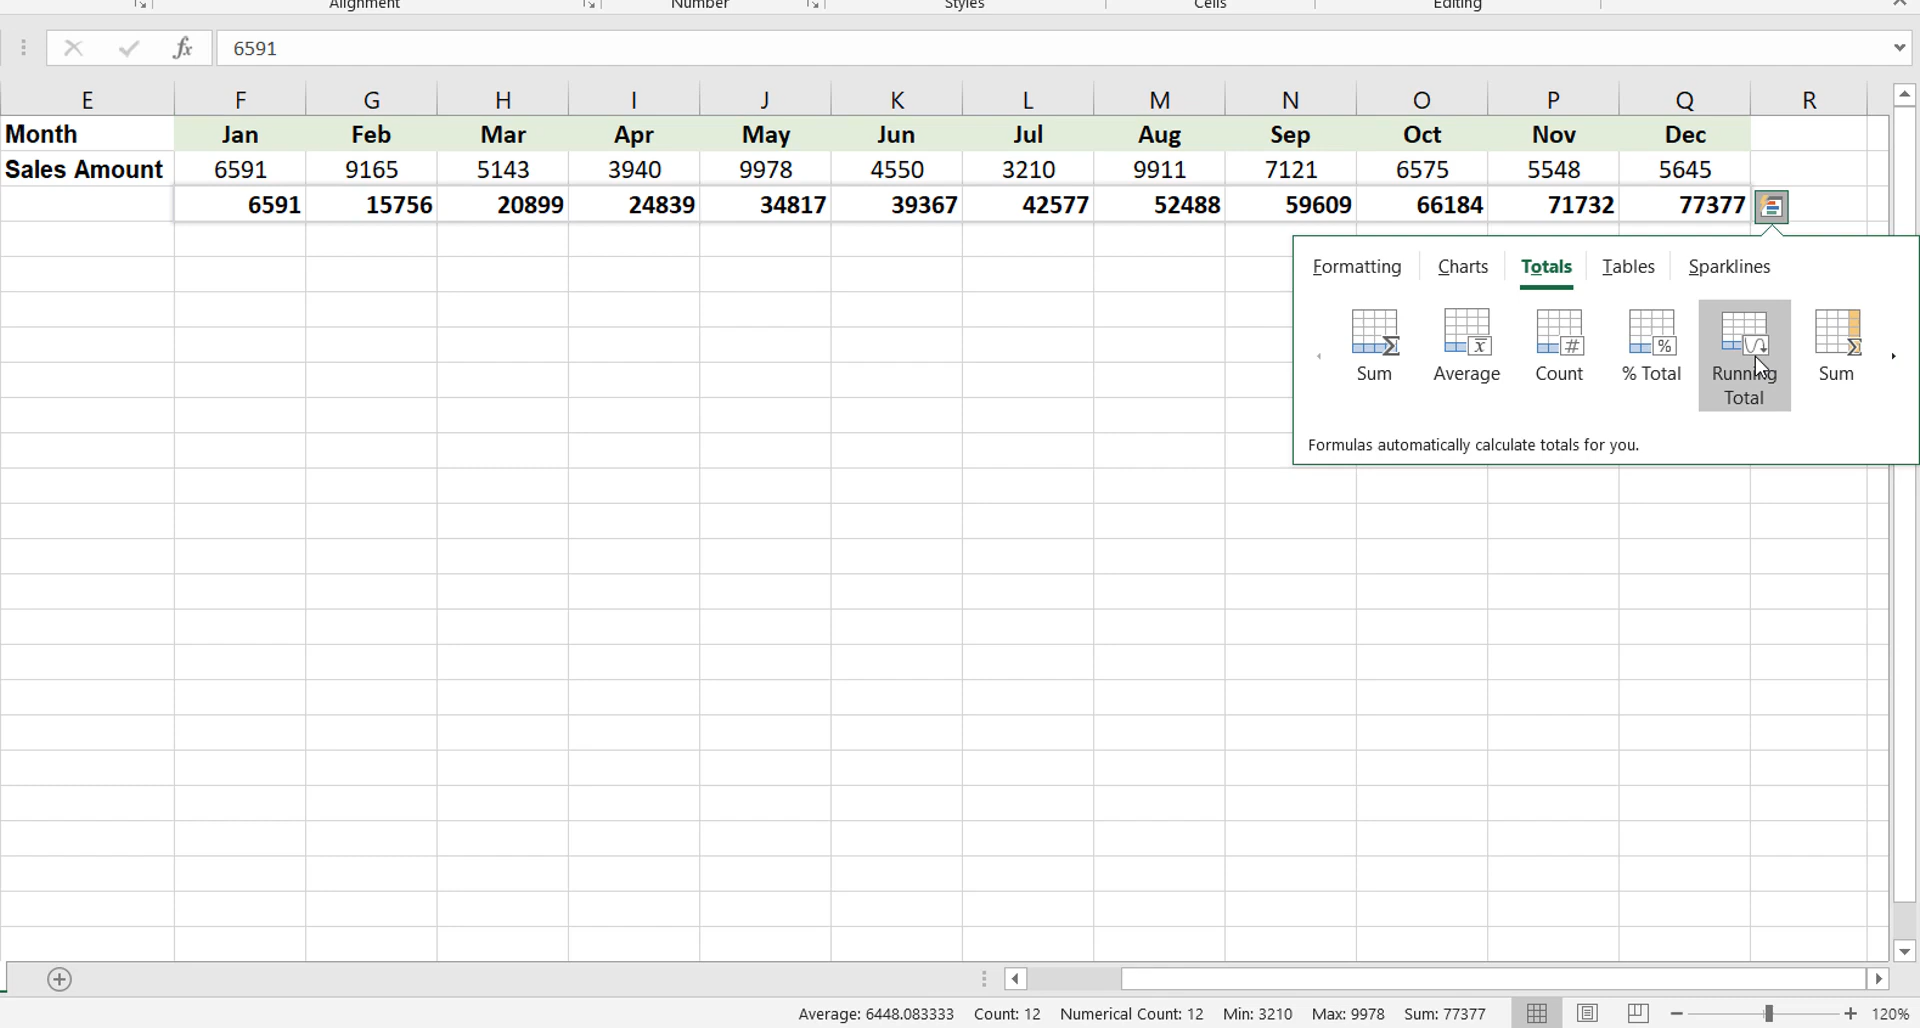 Alignment Number Styles Cells Editing
fx 6591
E F G H I J K L M N O P Q R
Month Jan Feb Mar Apr May Jun Jul Aug Sep Oct Nov Dec
Sales Amount 6591 9165 5143 3940 9978 4550 3210 9911 7121 6575 5548 5645
6591 15756 20899 24839 34817 39367 42577 52488 59609 66184 71732 77377
Formatting Charts Totals Tables Sparklines
Sum Average Count % Total Running Total Sum
Formulas automatically calculate totals for you.
Average: 6448.083333 Count: 12 Numerical Count: 12 Min: 3210 Max: 9978 Sum: 77377 120%